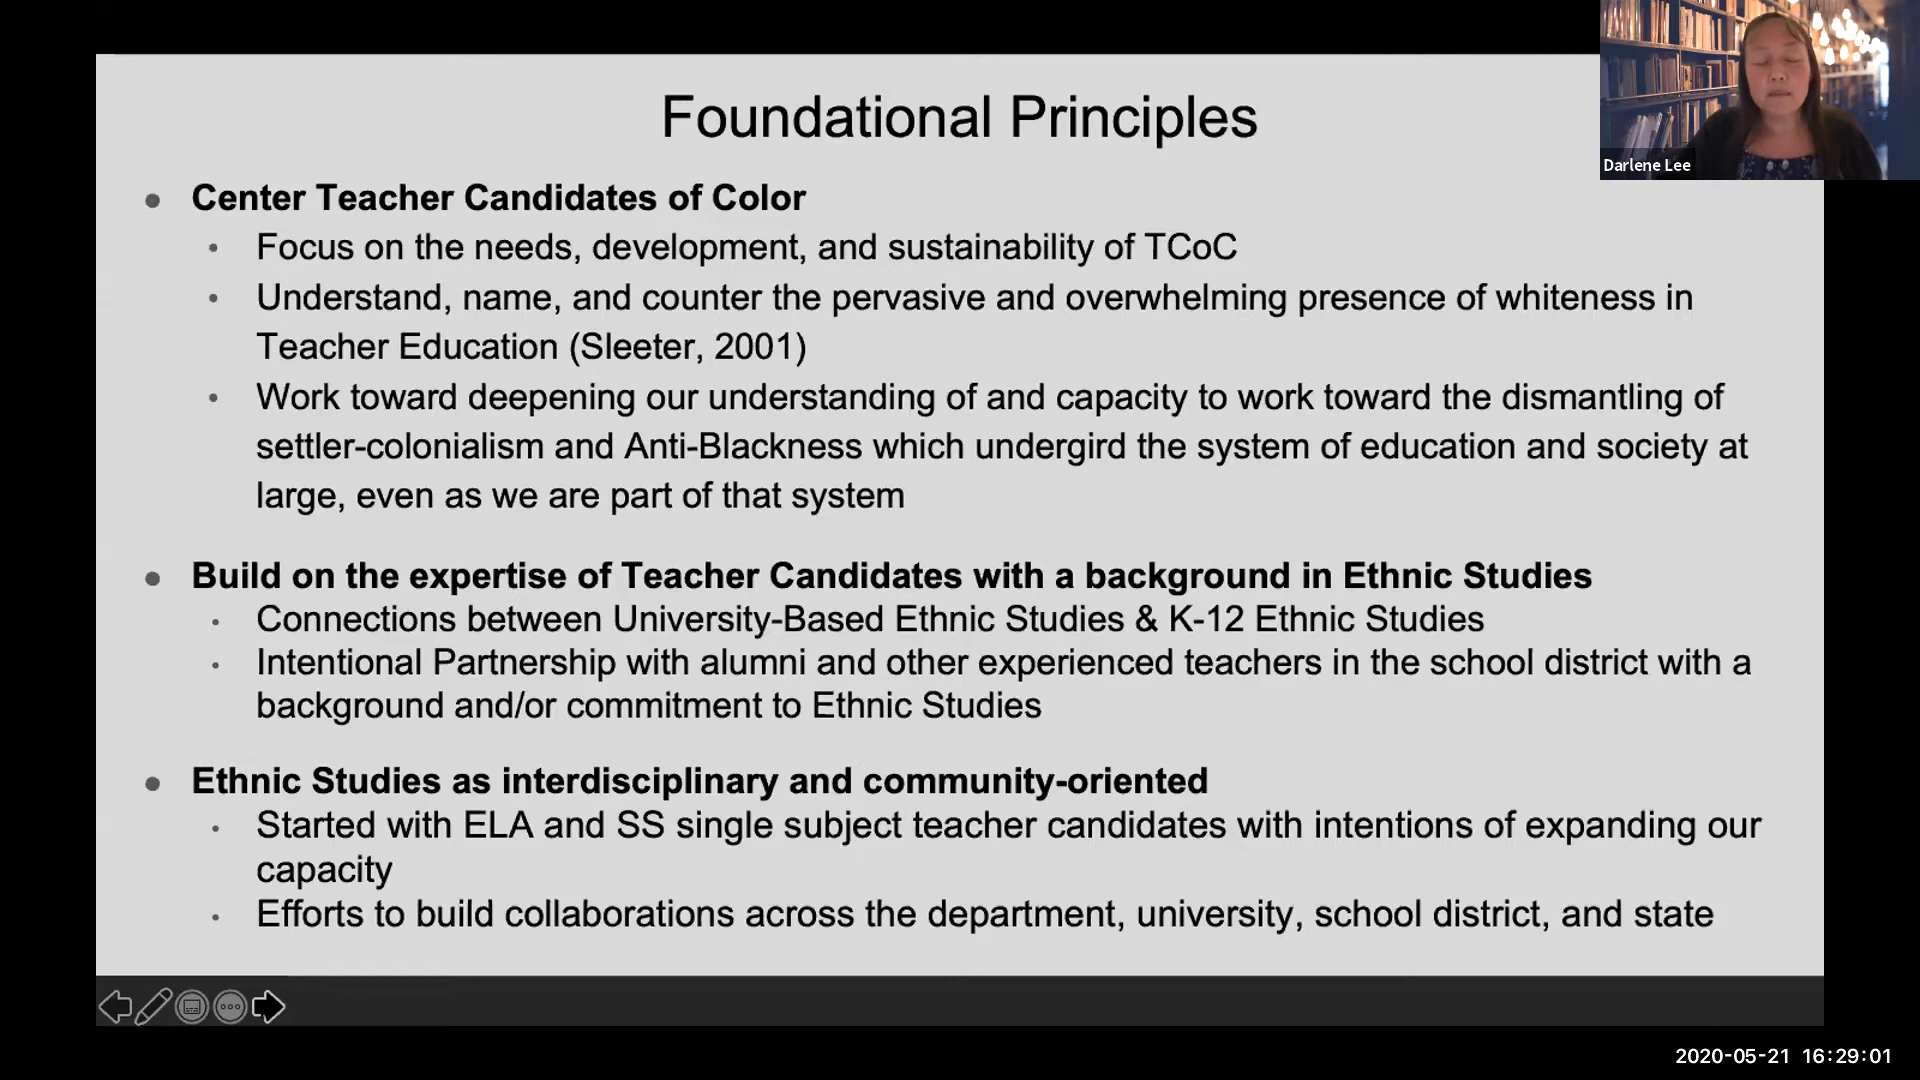 Foundational Principles
Darlene Lee
• Center Teacher Candidates of Color
• Focus on the needs, development, and sustainability of TCoC
• Understand, name, and counter the pervasive and overwhelming presence of whiteness in
Teacher Education (Sleeter, 2001)
• Work toward deepening our understanding of and capacity to work toward the dismantling of
settler-colonialism and Anti-Blackness which undergird the system of education and society at
large, even as we are part of that system
• Build on the expertise of Teacher Candidates with a background in Ethnic Studies
• Connections between University-Based Ethnic Studies & K-12 Ethnic Studies
• Intentional Partnership with alumni and other experienced teachers in the school district with a
background and/or commitment to Ethnic Studies
• Ethnic Studies as interdisciplinary and community-oriented
• Started with ELA and SS single subject teacher candidates with intentions of expanding our
capacity
• Efforts to build collaborations across the department, university, school district, and state
2020-05-21 16:29:01